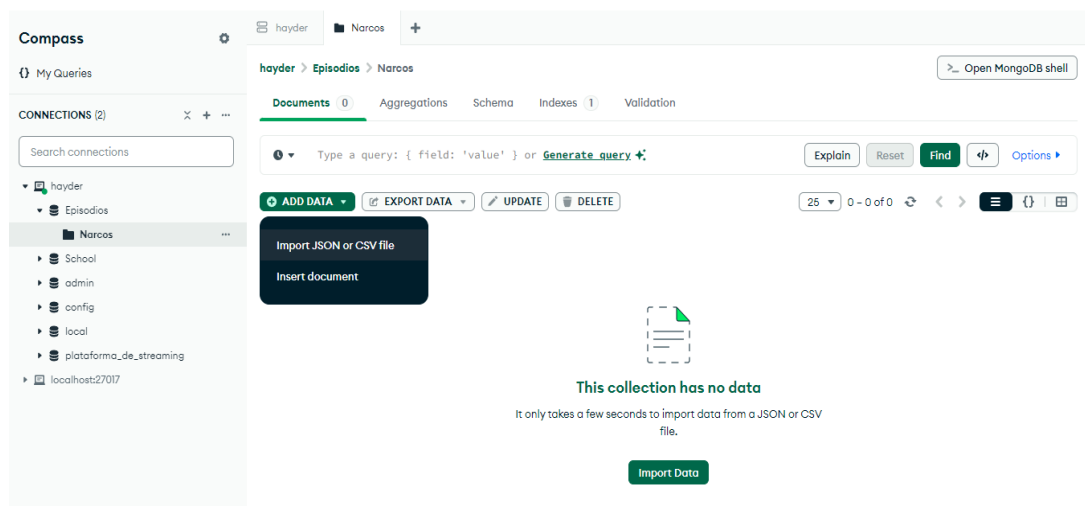 Compass
{} My Queries
CONNECTIONS (2)
Search connections
hayder
Episodios
Narcos
School
admin
config
local
plataforma_de_streaming
localhost:27017
hayder Narcos
hayder > Episodios > Narcos
>_ Open MongoDB shell
Documents 0 Aggregations Schema Indexes 1 Validation
Type a query: { field: 'value' } or Generate query
Explain Reset Find </> Options
ADD DATA EXPORT DATA UPDATE DELETE
25 0 – 0 of 0 {}
Import JSON or CSV file
Insert document
This collection has no data
It only takes a few seconds to import data from a JSON or CSV
file.
Import Data